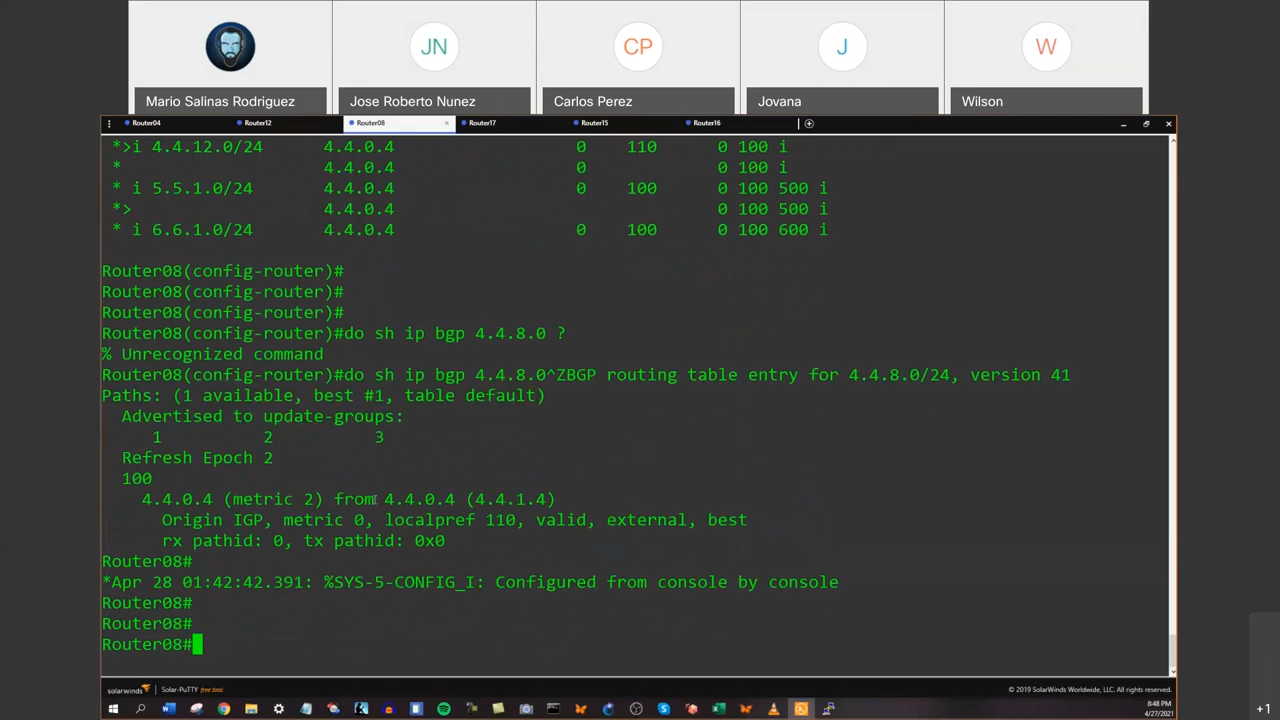 JN
CP
J
W
Mario Salinas Rodriguez
Jose Roberto Nunez
Carlos Perez
Jovana
Wilson
Router04 Router12 Router08 × Router17 Router15 Router16
*>i 4.4.12.0/24 4.4.0.4 0 110 0 100 i
* 4.4.0.4 0 0 100 i
* i 5.5.1.0/24 4.4.0.4 0 100 0 100 500 i
*> 4.4.0.4 0 100 500 i
* i 6.6.1.0/24 4.4.0.4 0 100 0 100 600 i
Router08(config-router)#
Router08(config-router)#
Router08(config-router)#
Router08(config-router)#do sh ip bgp 4.4.8.0 ?
% Unrecognized command
Router08(config-router)#do sh ip bgp 4.4.8.0^ZBGP routing table entry for 4.4.8.0/24, version 41
Paths: (1 available, best #1, table default)
Advertised to update-groups:
1 2 3
Refresh Epoch 2
100
4.4.0.4 (metric 2) from 4.4.0.4 (4.4.1.4)
Origin IGP, metric 0, localpref 110, valid, external, best
rx pathid: 0, tx pathid: 0x0
Router08#
*Apr 28 01:42:42.391: %SYS-5-CONFIG_I: Configured from console by console
Router08#
Router08#
Router08#
solarwinds Solar-PuTTY free tool © 2019 SolarWinds Worldwide, LLC. All rights reserved.
8:48 PM
4/27/2021
+1